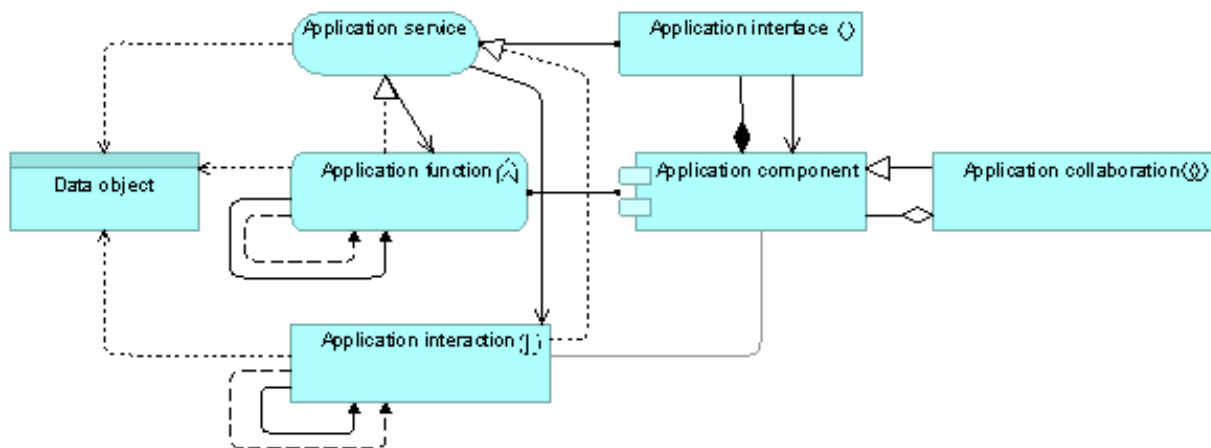 Application service
Application interface
Data object
Application function
Application component
Application collaboration
Application interaction